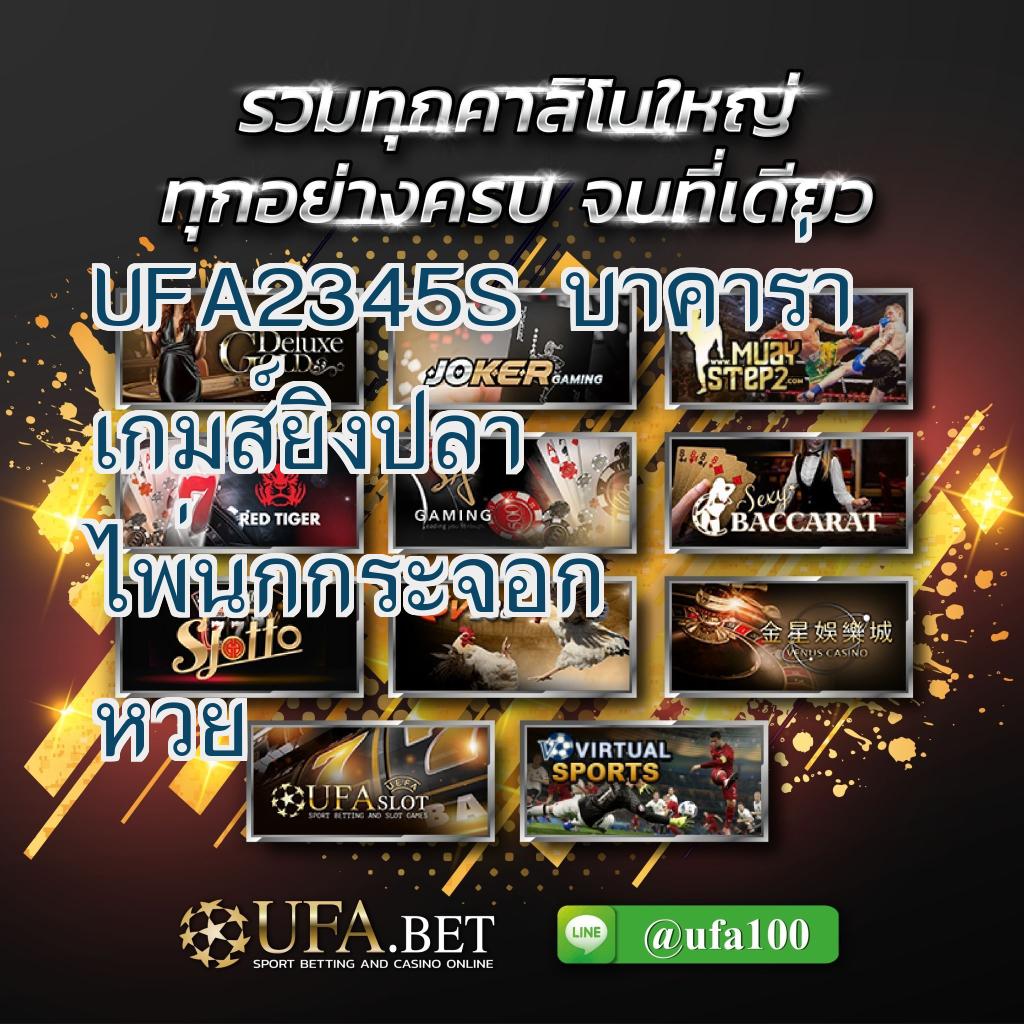 รวมทุกคาสิโนใหญ่
ทุกอย่างครบ จบที่เดียว
UFA2345S บาคาร่า
Deluxe
GOLD
JOKER GAMING
WWW.MUAY
STEP2.COM
เกมส์ยิงปลา
RED TIGER
GAMING
Sexy
BACCARAT
ไพ่นกกระจอก
Sjotto
金星娛樂城
VENUS CASINO
หวย
UEFA
UFA SLOT
SPORT BETTING AND SLOT GAMES
VIRTUAL
SPORTS
UFA.BET
SPORT BETTING AND CASINO ONLINE
LINE @ufa100